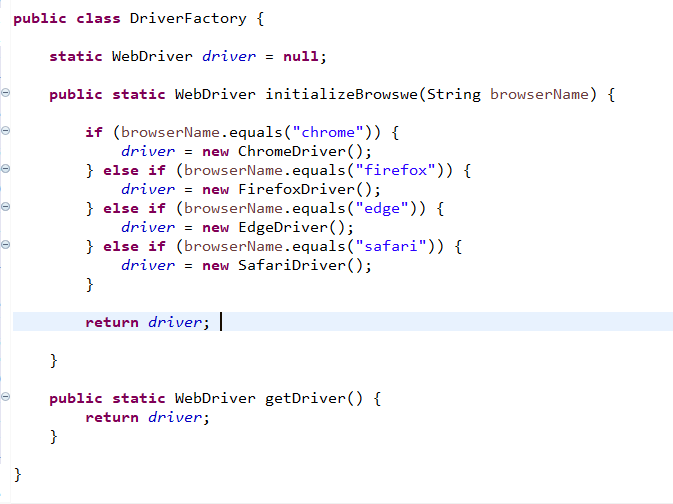 public class DriverFactory {
static WebDriver driver = null;
public static WebDriver initializeBrowswe(String browserName) {
if (browserName.equals("chrome")) {
driver = new ChromeDriver();
} else if (browserName.equals("firefox")) {
driver = new FirefoxDriver();
} else if (browserName.equals("edge")) {
driver = new EdgeDriver();
} else if (browserName.equals("safari")) {
driver = new SafariDriver();
}
return driver;
}
public static WebDriver getDriver() {
return driver;
}
}